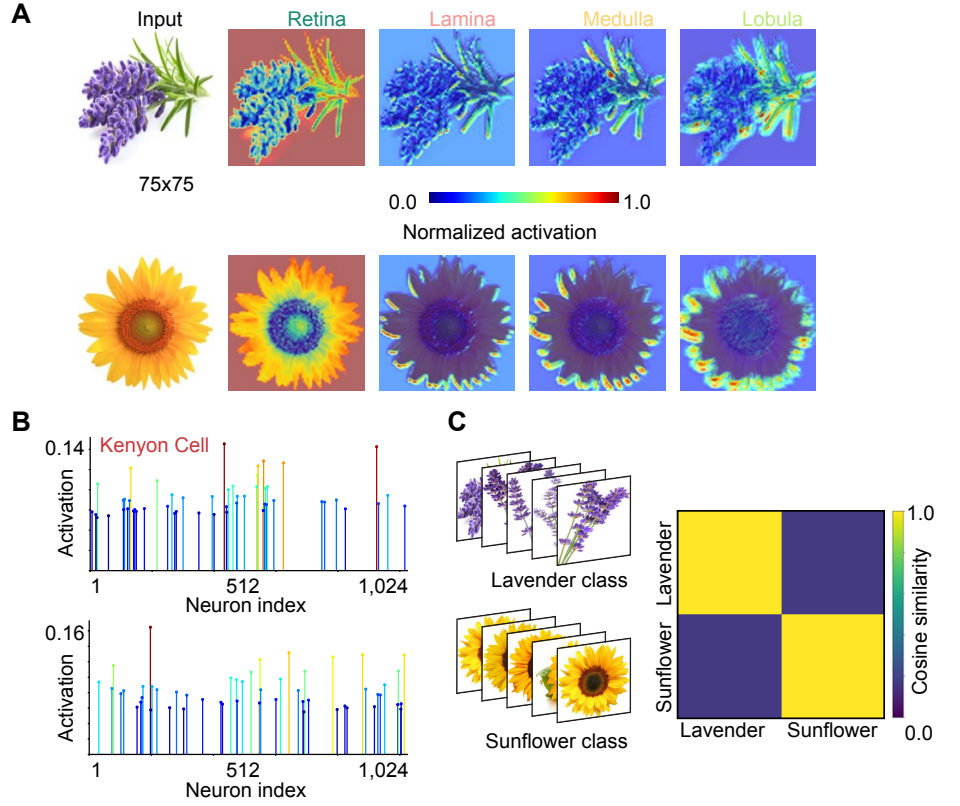 A
Input
Retina
Lamina
Medulla
Lobula
75x75
0.0
1.0
Normalized activation
B
0.14
Kenyon Cell
Activation
1
512
1,024
Neuron index
0.16
Activation
1
512
1,024
Neuron index
C
Lavender class
Sunflower class
Lavender
Sunflower
Lavender
Sunflower
1.0
Cosine similarity
0.0